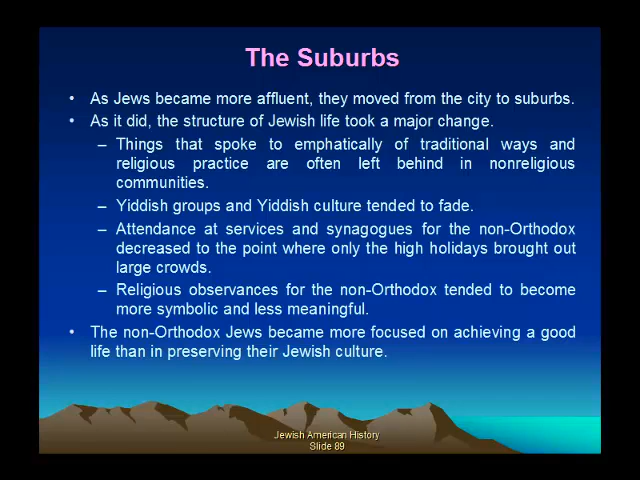 The Suburbs
• As Jews became more affluent, they moved from the city to suburbs.
• As it did, the structure of Jewish life took a major change.
– Things that spoke to emphatically of traditional ways and
religious practice are often left behind in nonreligious
communities.
– Yiddish groups and Yiddish culture tended to fade.
– Attendance at services and synagogues for the non-Orthodox
decreased to the point where only the high holidays brought out
large crowds.
– Religious observances for the non-Orthodox tended to become
more symbolic and less meaningful.
• The non-Orthodox Jews became more focused on achieving a good
life than in preserving their Jewish culture.
Jewish American History
Slide 89